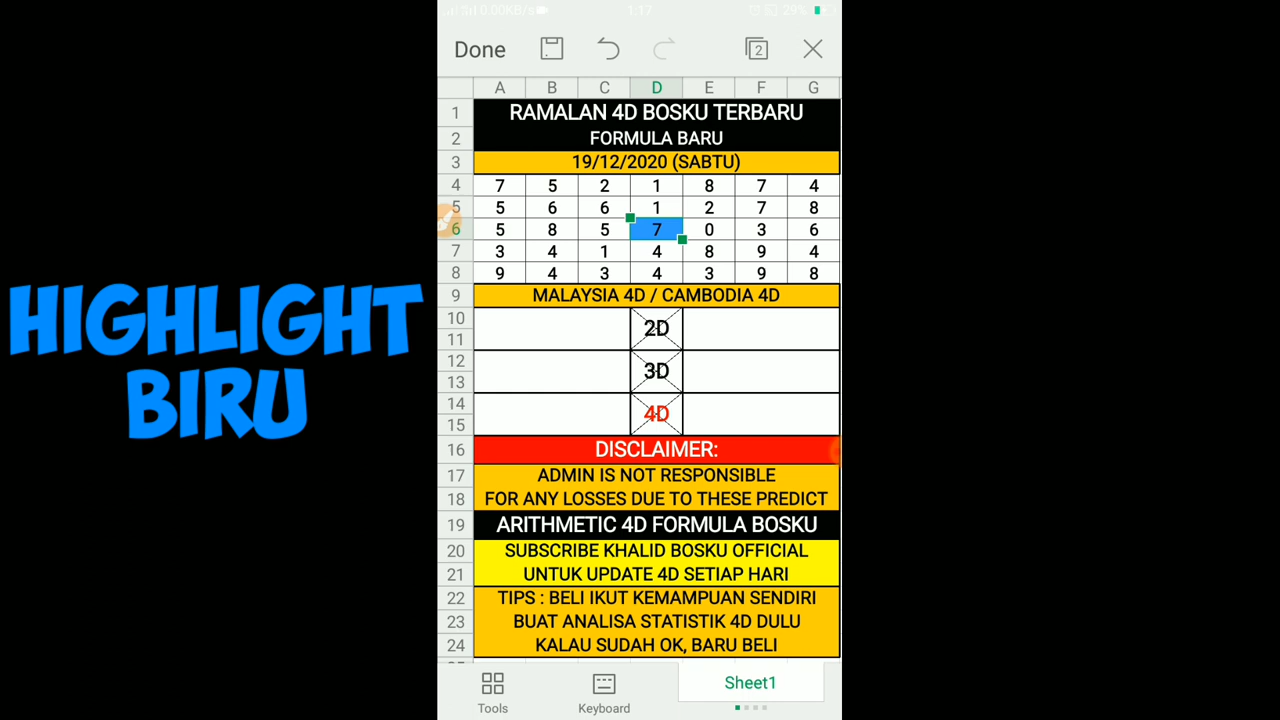 HIGHLIGHT
BIRU
0.00KB/s 1:17 29%
Done 2
A B C D E F G
1 RAMALAN 4D BOSKU TERBARU
2 FORMULA BARU
3 19/12/2020 (SABTU)
4 7 5 2 1 8 7 4
5 5 6 6 1 2 7 8
6 5 8 5 7 0 3 6
7 3 4 1 4 8 9 4
8 9 4 3 4 3 9 8
9 MALAYSIA 4D / CAMBODIA 4D
10
2D
11
12
3D
13
14
4D
15
16 DISCLAIMER:
17 ADMIN IS NOT RESPONSIBLE
18 FOR ANY LOSSES DUE TO THESE PREDICT
19 ARITHMETIC 4D FORMULA BOSKU
20 SUBSCRIBE KHALID BOSKU OFFICIAL
21 UNTUK UPDATE 4D SETIAP HARI
22 TIPS : BELI IKUT KEMAMPUAN SENDIRI
23 BUAT ANALISA STATISTIK 4D DULU
24 KALAU SUDAH OK, BARU BELI
Tools Keyboard Sheet1